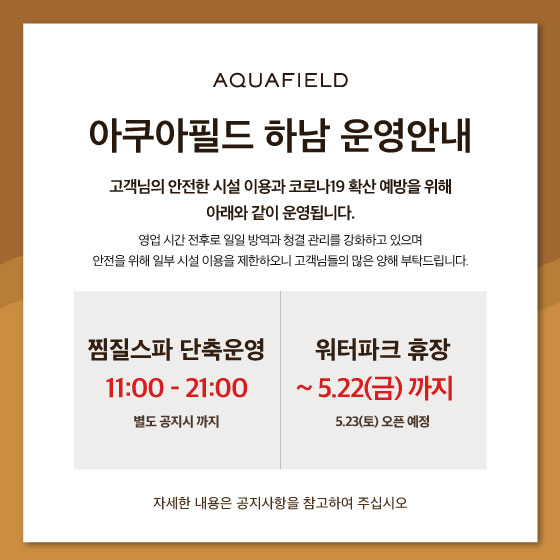 AQUAFIELD
아쿠아필드 하남 운영안내
고객님의 안전한 시설 이용과 코로나19 확산 예방을 위해
아래와 같이 운영됩니다.
영업 시간 전후로 일일 방역과 청결 관리를 강화하고 있으며
안전을 위해 일부 시설 이용을 제한하오니 고객님들의 많은 양해 부탁드립니다.
찜질스파 단축운영
11:00 - 21:00
별도 공지시 까지
워터파크 휴장
~ 5.22(금) 까지
5.23(토) 오픈 예정
자세한 내용은 공지사항을 참고하여 주십시오